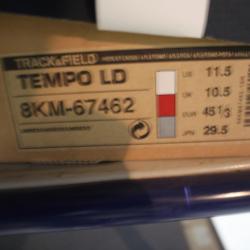 TRACK&FIELD
TEMPO LD
8KM-67462
US 11.5
UK 10.5
EUR 45 1/3
JPN 29.5